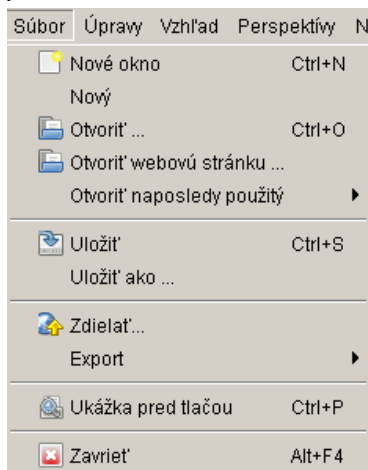 Súbor Úpravy Vzhľad Perspektívy N
Nové okno Ctrl+N
Nový
Otvoriť ... Ctrl+O
Otvoriť webovú stránku ...
Otvoriť naposledy použitý
Uložiť Ctrl+S
Uložiť ako ...
Zdielať...
Export
Ukážka pred tlačou Ctrl+P
Zavrieť Alt+F4